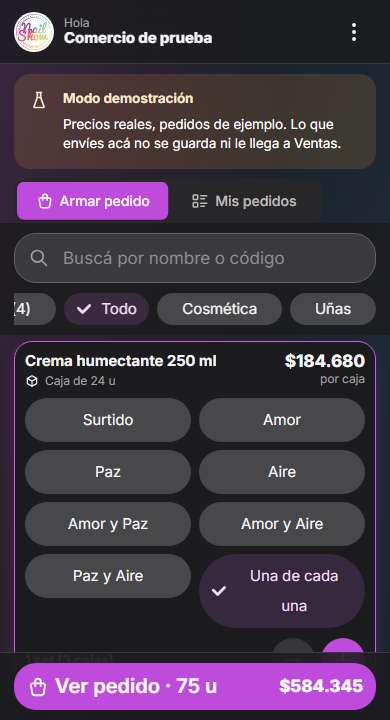 Nail
Show
Hola
Comercio de prueba
Modo demostración
Precios reales, pedidos de ejemplo. Lo que
envíes acá no se guarda ni le llega a Ventas.
Armar pedido
Mis pedidos
Buscá por nombre o código
(4)
Todo
Cosmética
Uñas
Crema humectante 250 ml
$184.680
Caja de 24 u
por caja
Surtido
Amor
Paz
Aire
Amor y Paz
Amor y Aire
Paz y Aire
Una de cada
una
Ver pedido · 75 u
$584.345